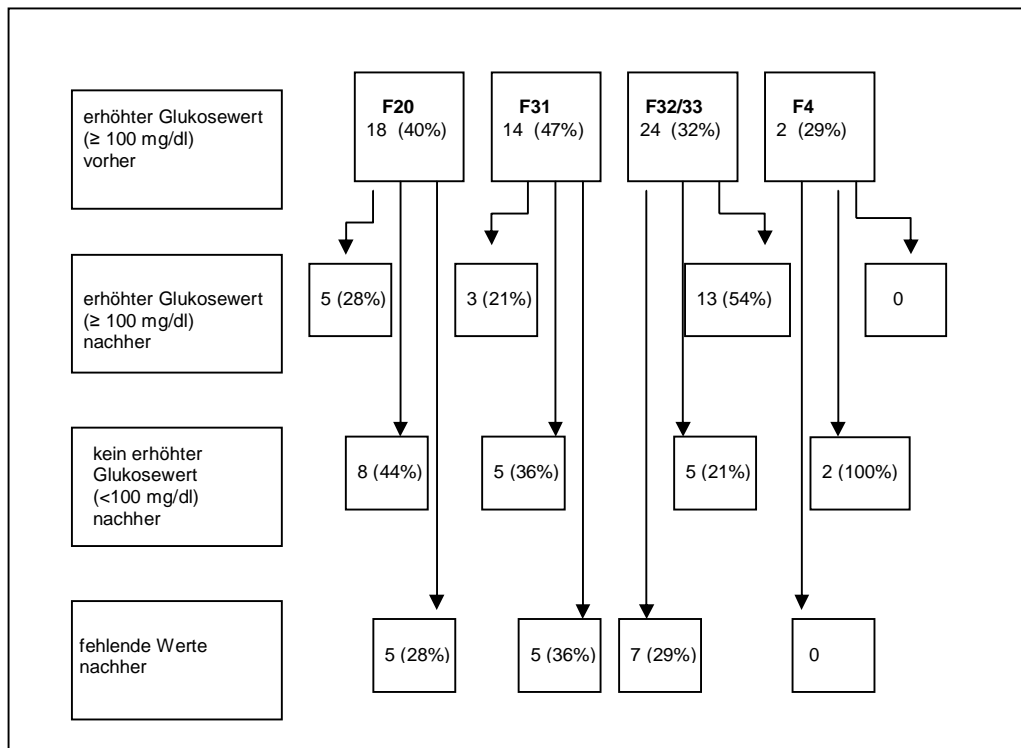 F20
18 (40%)
F31
14 (47%)
F32/33
24 (32%)
F4
2 (29%)
erhöhter Glukosewert
(≥ 100 mg/dl)
vorher
erhöhter Glukosewert
(≥ 100 mg/dl)
nachher
5 (28%)
3 (21%)
13 (54%)
0
kein erhöhter
Glukosewert
(<100 mg/dl)
nachher
8 (44%)
5 (36%)
5 (21%)
2 (100%)
fehlende Werte
nachher
5 (28%)
5 (36%)
7 (29%)
0